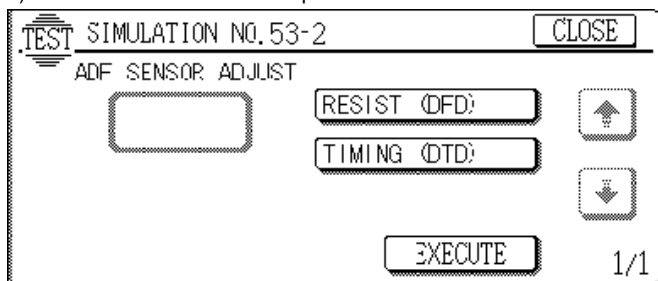 TEST SIMULATION NO.53-2 CLOSE
ADF SENSOR ADJUST
RESIST (DFD)
TIMING (DTD)
EXECUTE 1/1